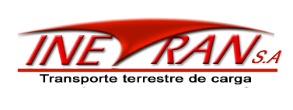 INETRAN S.A
Transporte terrestre de carga